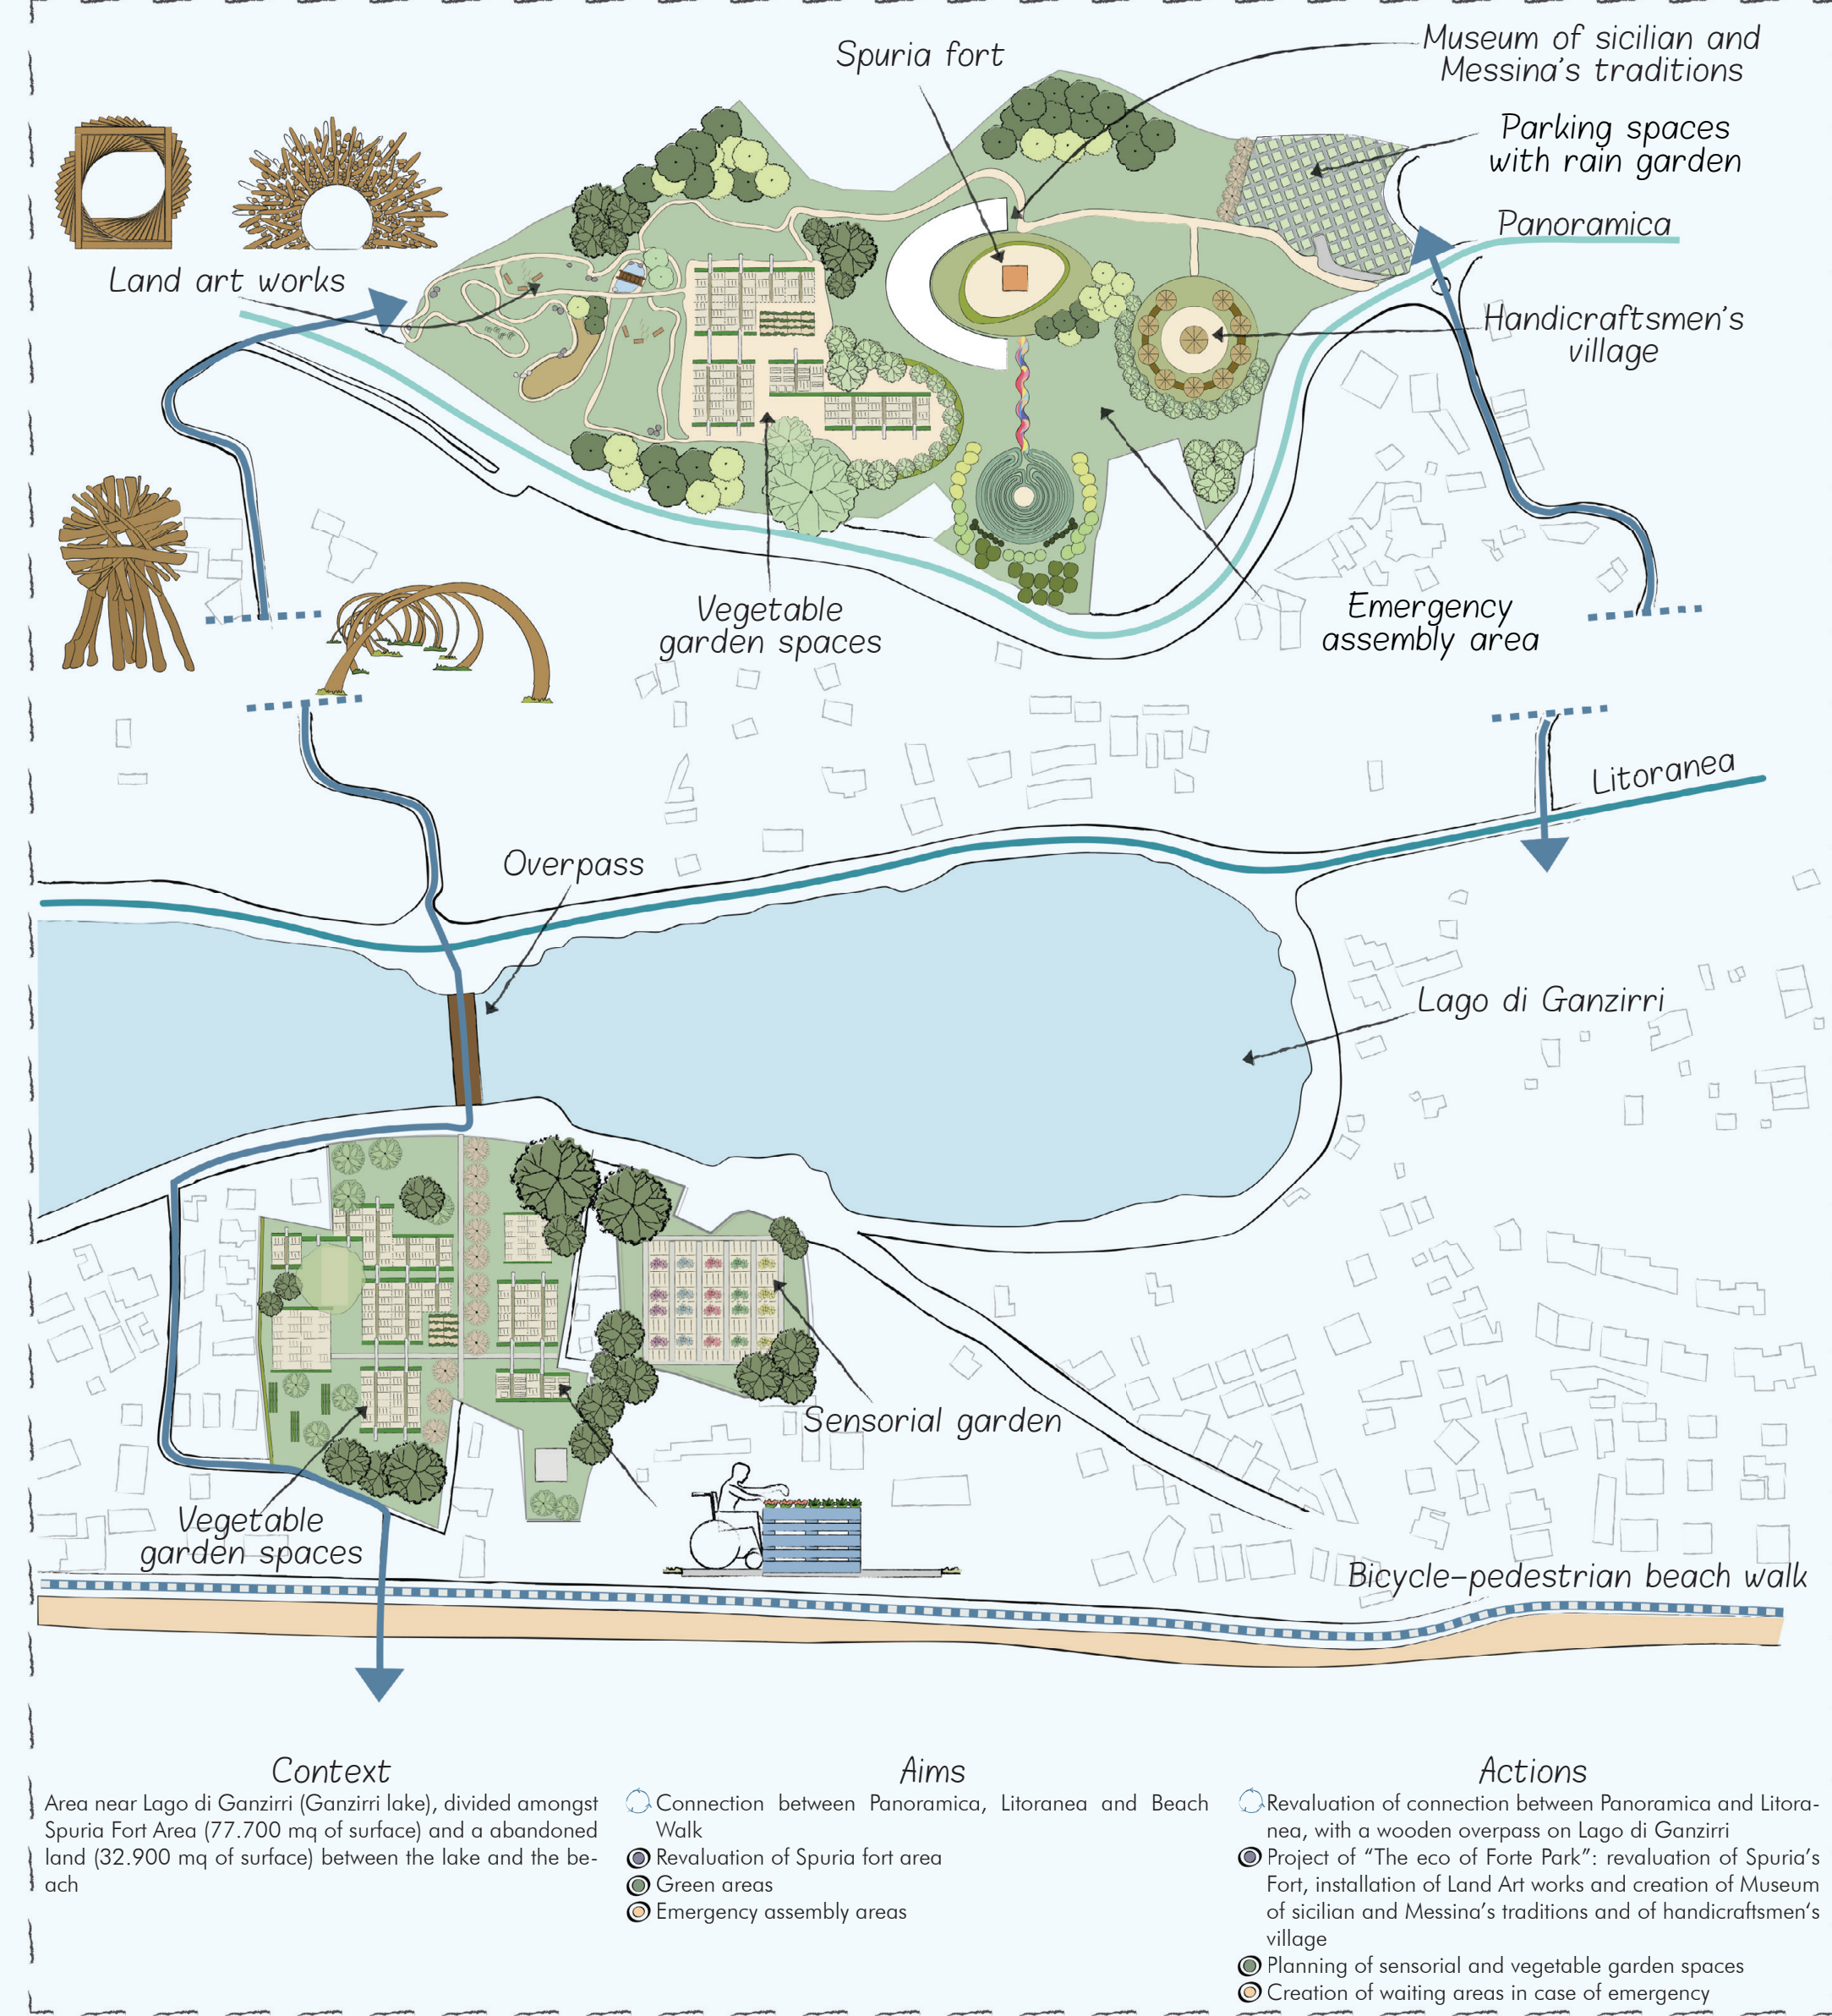 Spuria fort
Museum of sicilian and
Messina's traditions
Parking spaces
with rain garden
Panoramica
Land art works
Handicraftsmen's
village
Vegetable
garden spaces
Emergency
assembly area
Litoranea
Overpass
Lago di Ganzirri
Sensorial garden
Vegetable
garden spaces
Bicycle-pedestrian beach walk
Context
Area near Lago di Ganzirri (Ganzirri lake), divided amongst
Spuria Fort Area (77.700 mq of surface) and a abandoned
land (32.900 mq of surface) between the lake and the be-
ach
Aims
Connection between Panoramica, Litoranea and Beach
Walk
Revaluation of Spuria fort area
Green areas
Emergency assembly areas
Actions
Revaluation of connection between Panoramica and Litora-
nea, with a wooden overpass on Lago di Ganzirri
Project of "The eco of Forte Park": revaluation of Spuria's
Fort, installation of Land Art works and creation of Museum
of sicilian and Messina's traditions and of handicraftsmen's
village
Planning of sensorial and vegetable garden spaces
Creation of waiting areas in case of emergency